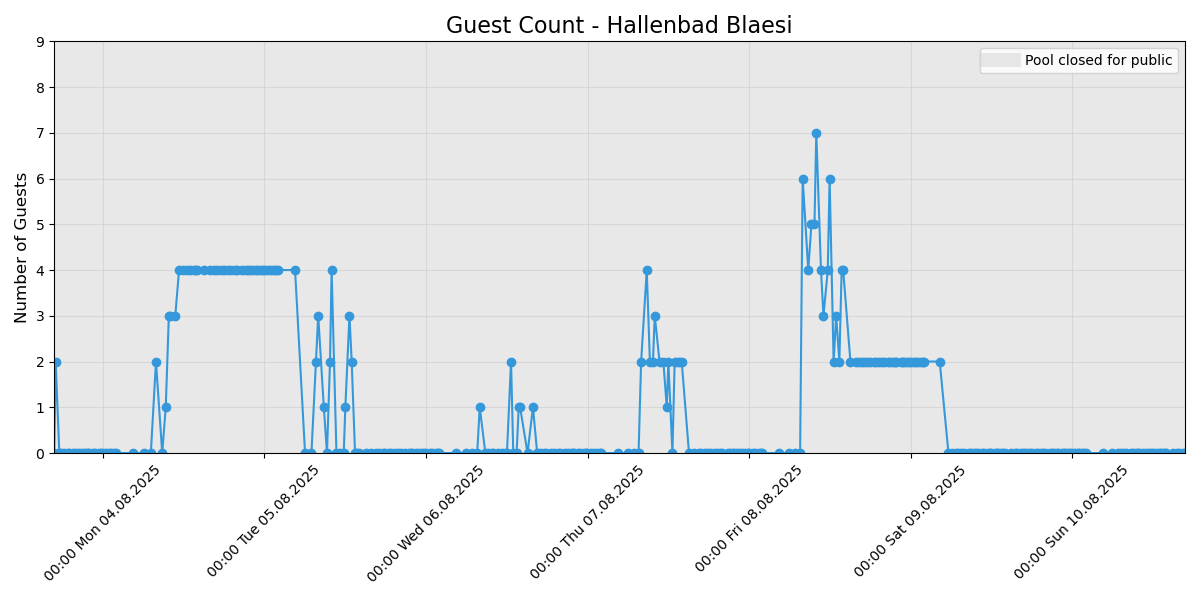 Guest Count - Hallenbad Blaesi
Pool closed for public
Number of Guests
9
8
7
6
5
4
3
2
1
0
00:00 Mon 04.08.2025
00:00 Tue 05.08.2025
00:00 Wed 06.08.2025
00:00 Thu 07.08.2025
00:00 Fri 08.08.2025
00:00 Sat 09.08.2025
00:00 Sun 10.08.2025